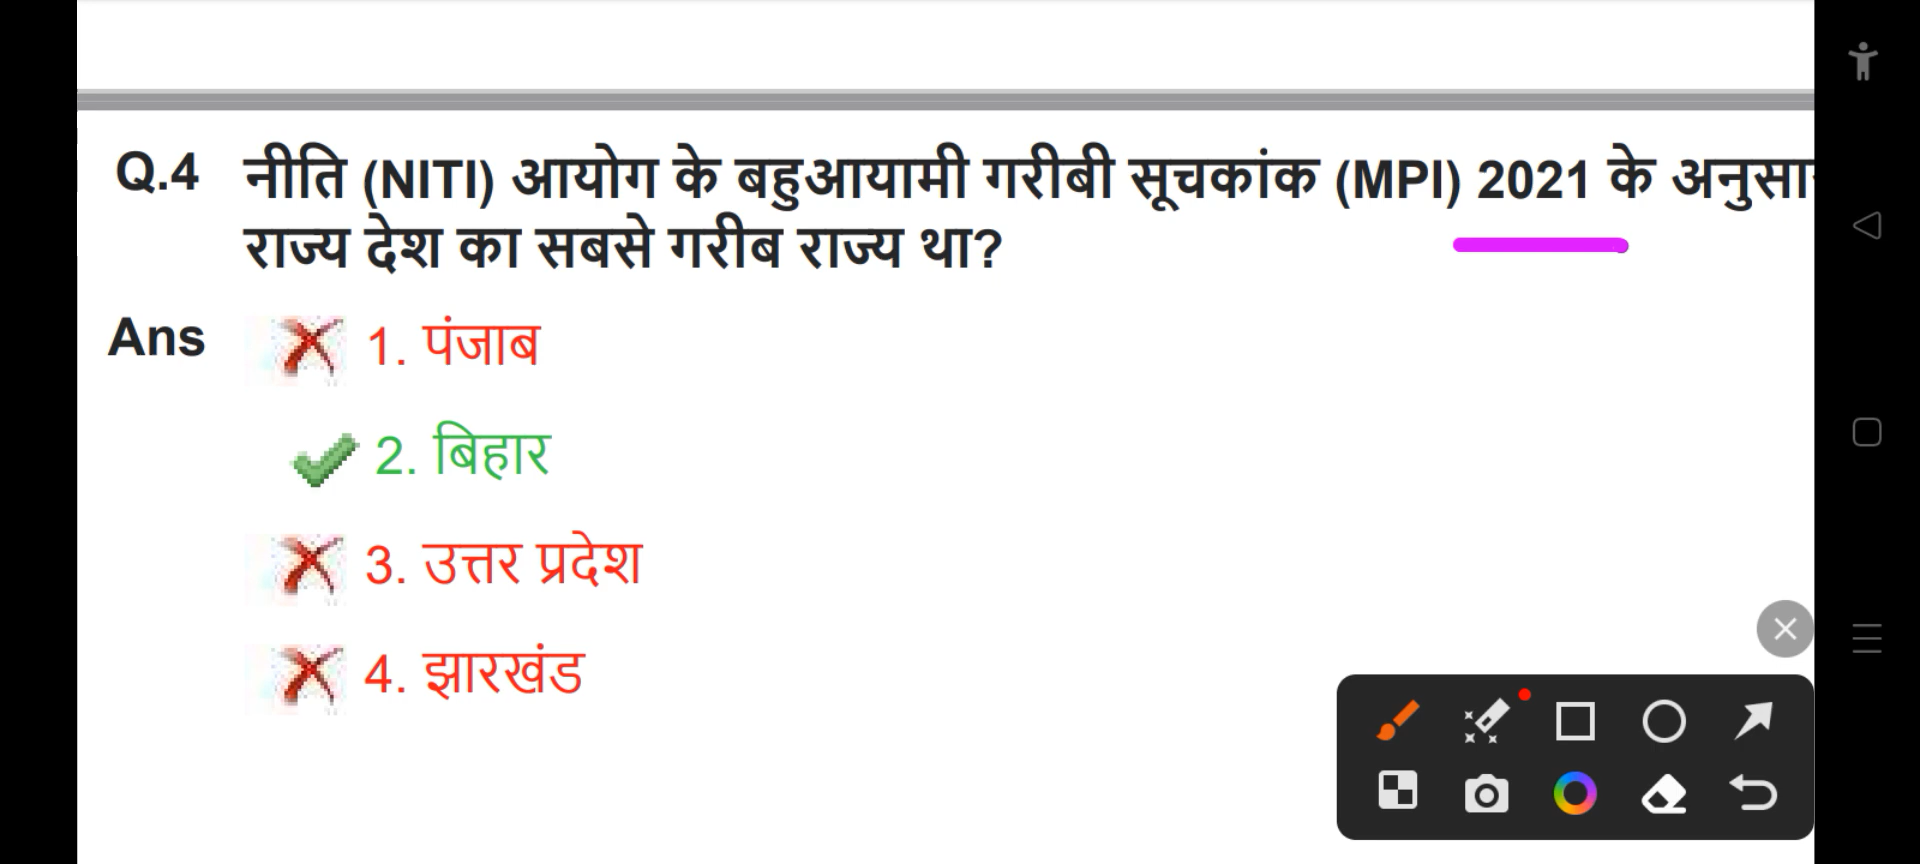 Q.4 नीति (NITI) आयोग के बहुआयामी गरीबी सूचकांक (MPI) 2021 के
राज्य देश का सबसे गरीब राज्य था?
Ans 1. पंजाब
2. बिहार
3. उत्तर प्रदेश
4. झारखंड